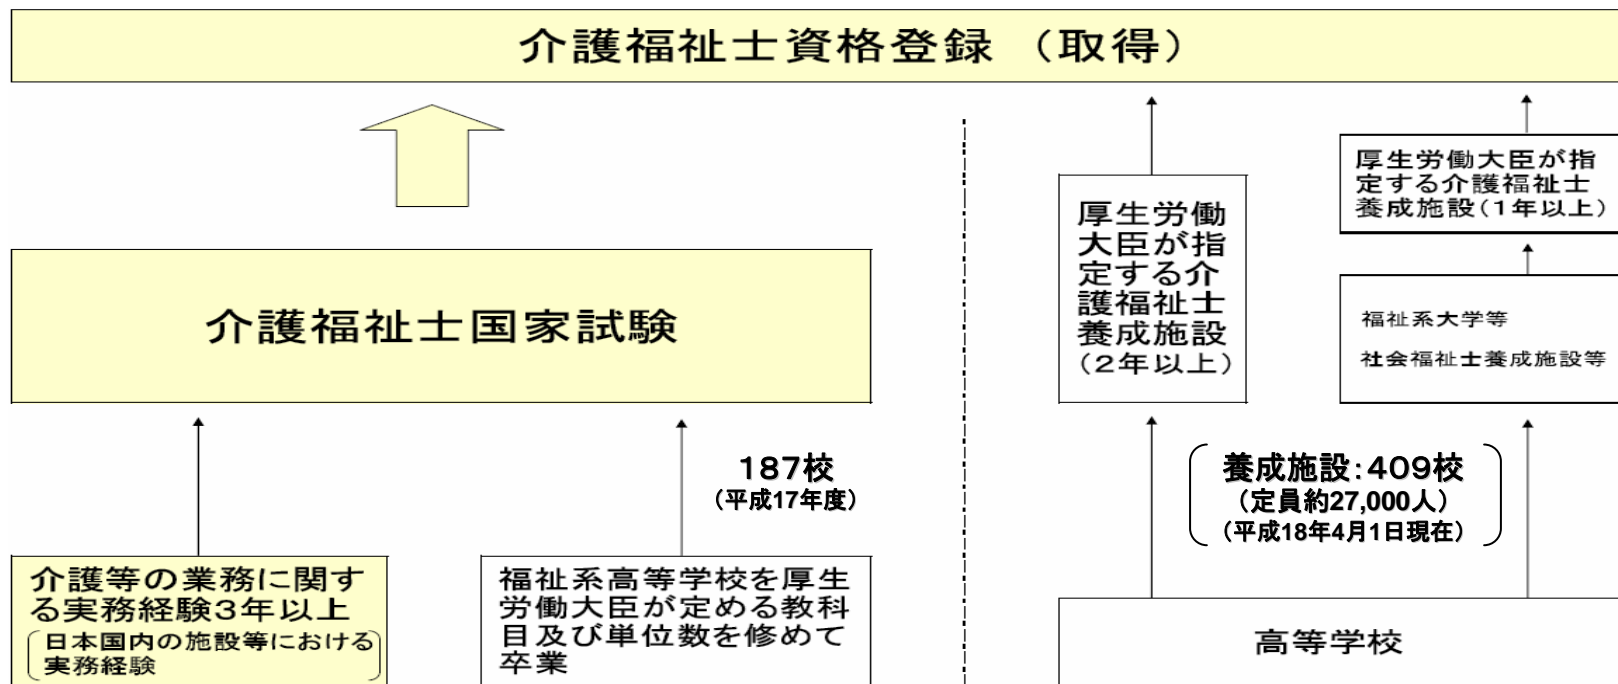 介護福祉士資格登録 （取得）
厚生労働大臣が指
定する介護福祉士
養成施設（1年以上）
厚生労働
大臣が指
定する介
護福祉士
養成施設
（2年以上）
福祉系大学等
社会福祉士養成施設等
介護福祉士国家試験
187校
（平成17年度）
養成施設：409校
（定員約27,000人）
（平成18年4月1日現在）
介護等の業務に関す
る実務経験3年以上
日本国内の施設等における
実務経験
福祉系高等学校を厚生
労働大臣が定める教科
目及び単位数を修めて
卒業
高等学校